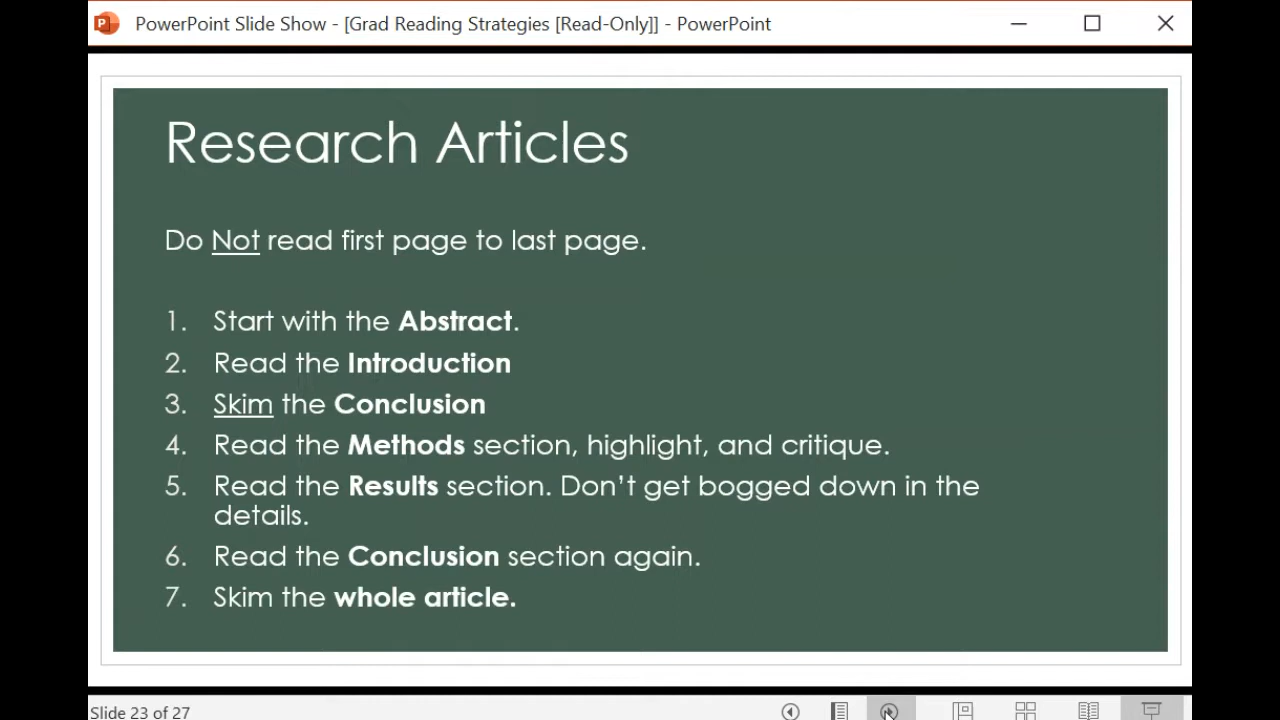 PowerPoint Slide Show - [Grad Reading Strategies [Read-Only]] - PowerPoint
Research Articles
Do Not read first page to last page.
1. Start with the Abstract.
2. Read the Introduction
3. Skim the Conclusion
4. Read the Methods section, highlight, and critique.
5. Read the Results section. Don't get bogged down in the
details.
6. Read the Conclusion section again.
7. Skim the whole article.
Slide 23 of 27